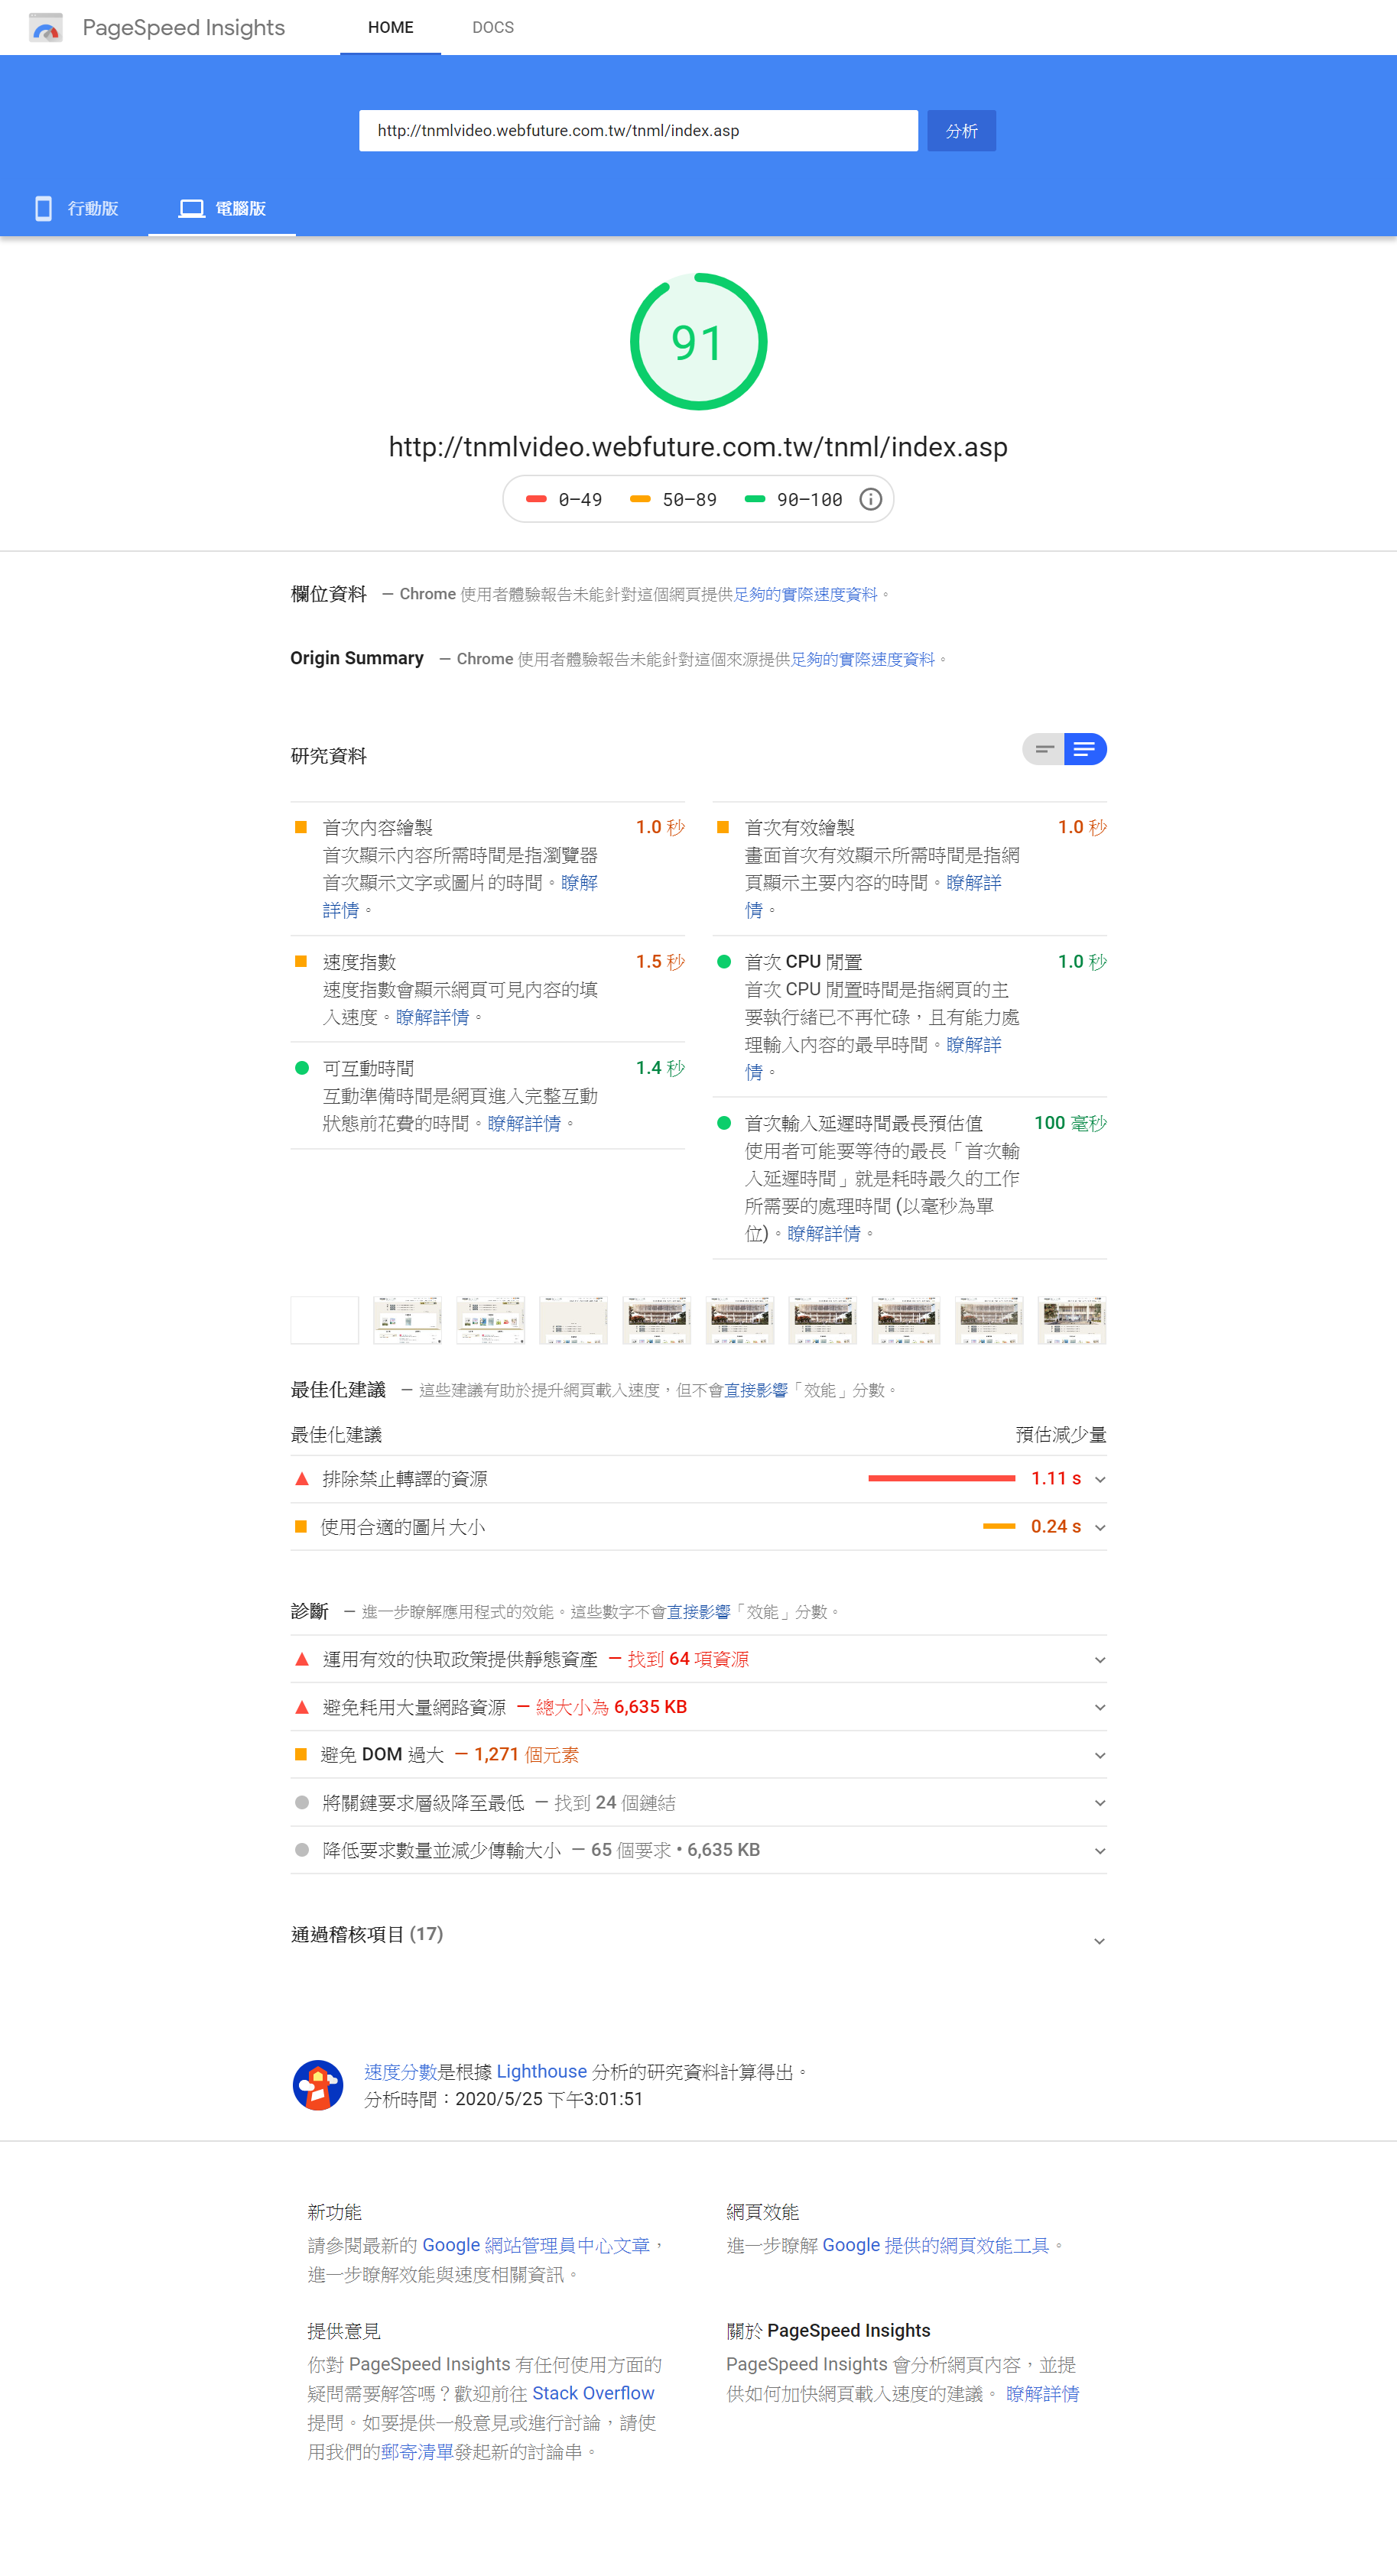 PageSpeed Insights
HOME
DOCS
http://tnmlvideo.webfuture.com.tw/tnml/index.asp
分析
行動版
電腦版
91
http://tnmlvideo.webfuture.com.tw/tnml/index.asp
0–49
50–89
90–100
欄位資料 — Chrome 使用者體驗報告未能針對這個網頁提供足夠的實際速度資料。
Origin Summary — Chrome 使用者體驗報告未能針對這個來源提供足夠的實際速度資料。
研究資料
首次內容繪製
1.0 秒
首次顯示內容所需時間是指瀏覽器
首次顯示文字或圖片的時間。瞭解
詳情。
速度指數
1.5 秒
速度指數會顯示網頁可見內容的填
入速度。瞭解詳情。
可互動時間
1.4 秒
互動準備時間是網頁進入完整互動
狀態前花費的時間。瞭解詳情。
首次有效繪製
1.0 秒
畫面首次有效顯示所需時間是指網
頁顯示主要內容的時間。瞭解詳
情。
首次 CPU 閒置
1.0 秒
首次 CPU 閒置時間是指網頁的主
要執行緒已不再忙碌，且有能力處
理輸入內容的最早時間。瞭解詳
情。
首次輸入延遲時間最長預估值
100 毫秒
使用者可能要等待的最長「首次輸
入延遲時間」就是耗時最久的工作
所需要的處理時間 (以毫秒為單
位)。瞭解詳情。
最佳化建議 — 這些建議有助於提升網頁載入速度，但不會直接影響「效能」分數。
最佳化建議
預估減少量
排除禁止轉譯的資源
1.11 s
使用合適的圖片大小
0.24 s
診斷 — 進一步瞭解應用程式的效能。這些數字不會直接影響「效能」分數。
運用有效的快取政策提供靜態資產 — 找到 64 項資源
避免耗用大量網路資源 — 總大小為 6,635 KB
避免 DOM 過大 — 1,271 個元素
將關鍵要求層級降至最低 — 找到 24 個鏈結
降低要求數量並減少傳輸大小 — 65 個要求 • 6,635 KB
通過稽核項目 (17)
速度分數是根據 Lighthouse 分析的研究資料計算得出。
分析時間：2020/5/25 下午3:01:51
新功能
請參閱最新的 Google 網站管理員中心文章，
進一步瞭解效能與速度相關資訊。
網頁效能
進一步瞭解 Google 提供的網頁效能工具。
提供意見
你對 PageSpeed Insights 有任何使用方面的
疑問需要解答嗎？歡迎前往 Stack Overflow
提問。如要提供一般意見或進行討論，請使
用我們的郵寄清單發起新的討論串。
關於 PageSpeed Insights
PageSpeed Insights 會分析網頁內容，並提
供如何加快網頁載入速度的建議。 瞭解詳情